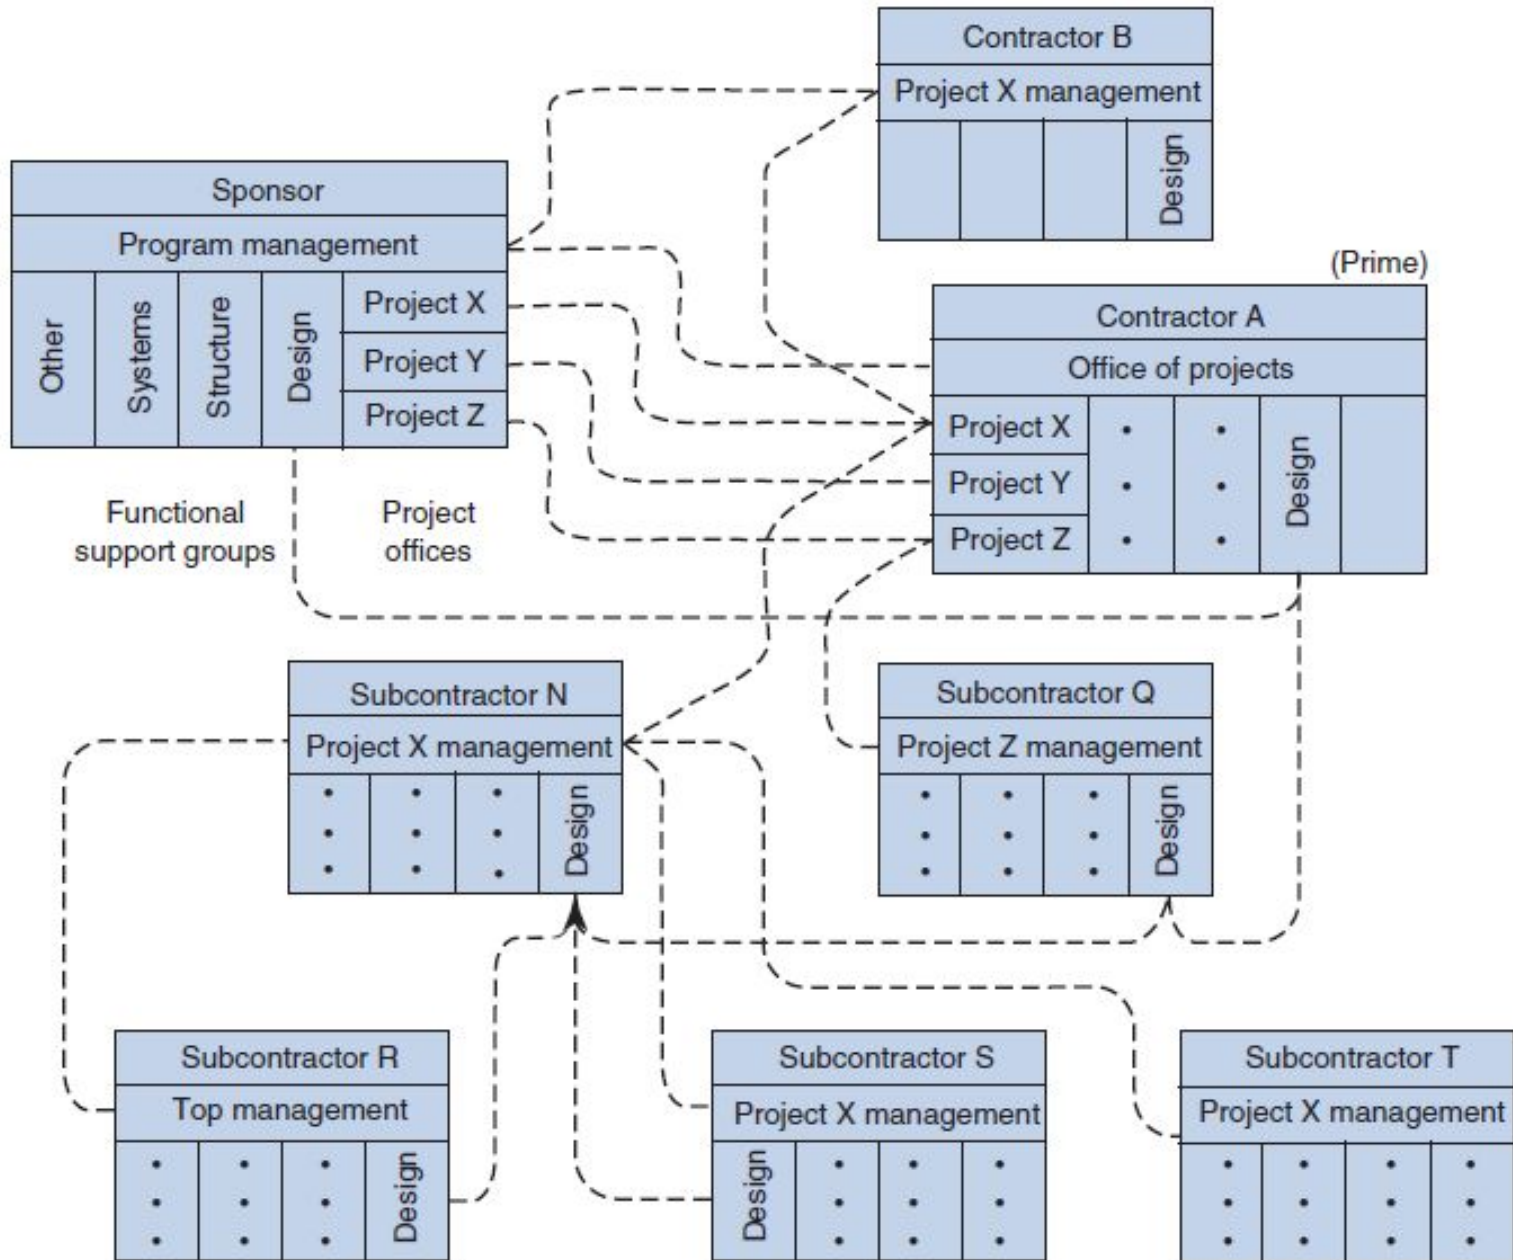 Contractor B
Project X management
Design
Sponsor
Program management
Other
Systems
Structure
Design
Project X
Project Y
Project Z
Functional
support groups
Project
offices
(Prime)
Contractor A
Office of projects
Project X
Project Y
Project Z
Design
Subcontractor N
Project X management
Design
Subcontractor Q
Project Z management
Design
Subcontractor R
Top management
Design
Subcontractor S
Project X management
Design
Subcontractor T
Project X management